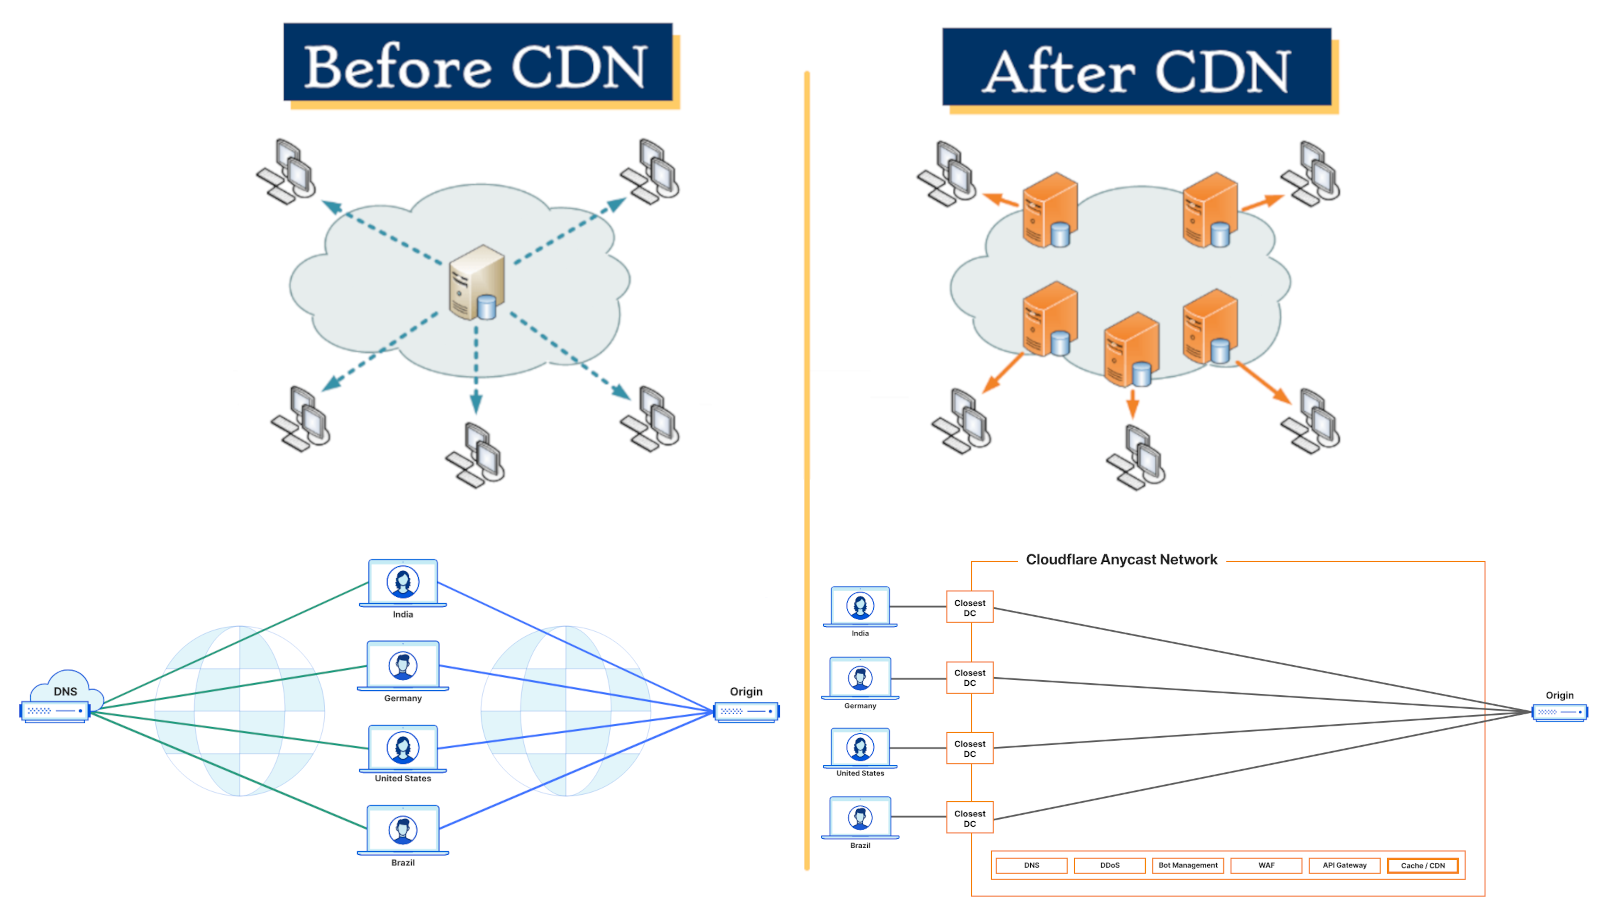 Before CDN
After CDN
India
Germany
DNS
Origin
United States
Brazil
Cloudflare Anycast Network
India
Closest
DC
Germany
Closest
DC
Origin
United States
Closest
DC
Brazil
Closest
DC
DNS
DDoS
Bot Management
WAF
API Gateway
Cache / CDN